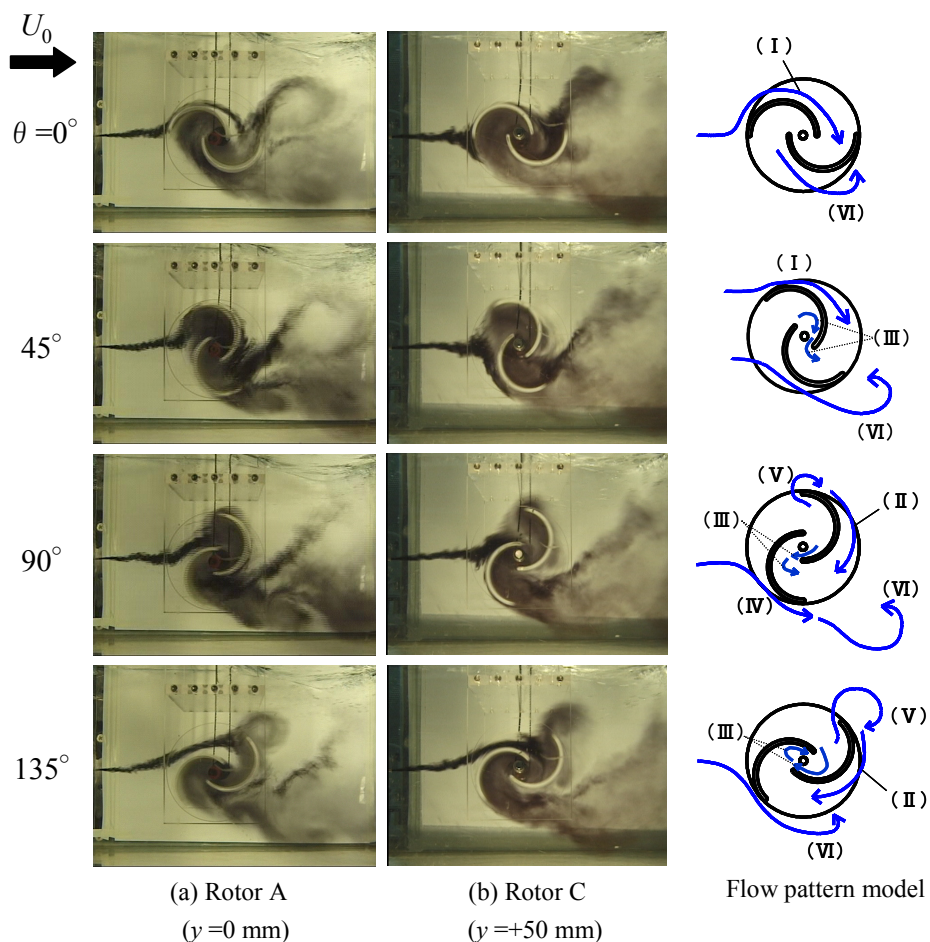 U₀
θ =0°
(Ⅰ)
(Ⅵ)
45°
(Ⅰ)
(Ⅲ)
(Ⅵ)
90°
(Ⅴ)
(Ⅲ)
(Ⅱ)
(Ⅳ)
(Ⅵ)
135°
(Ⅲ)
(Ⅴ)
(Ⅱ)
(Ⅵ)
(a) Rotor A
(y =0 mm)
(b) Rotor C
(y =+50 mm)
Flow pattern model